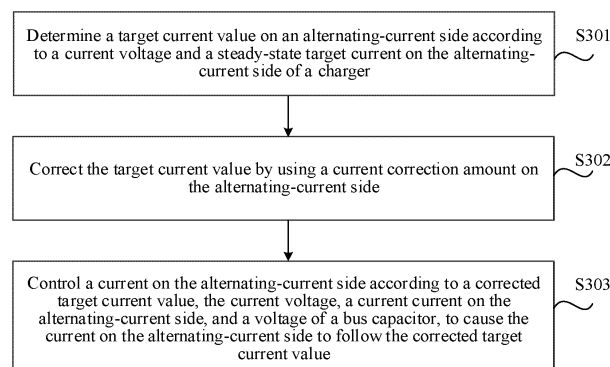 Determine a target current value on an alternating-current side according
to a current voltage and a steady-state target current on the alternating-
current side of a charger
S301
Correct the target current value by using a current correction amount on
the alternating-current side
S302
Control a current on the alternating-current side according to a corrected
target current value, the current voltage, a current current on the
alternating-current side, and a voltage of a bus capacitor, to cause the
current on the alternating-current side to follow the corrected target
current value
S303